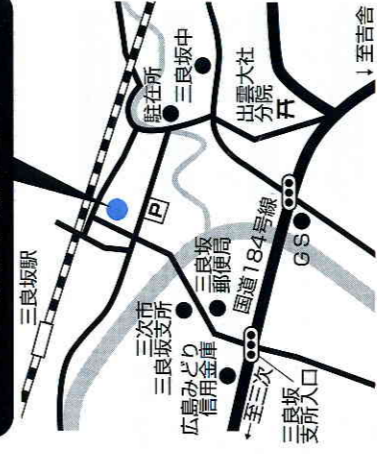 三良坂駅
駐在所
三良坂中
出雲大社
分院
↓至吉舎
P
国道184号線
GS
三良坂
郵便局
三次市
三良坂支所
広島みどり
信用金庫
←至三次
三良坂
支所入口